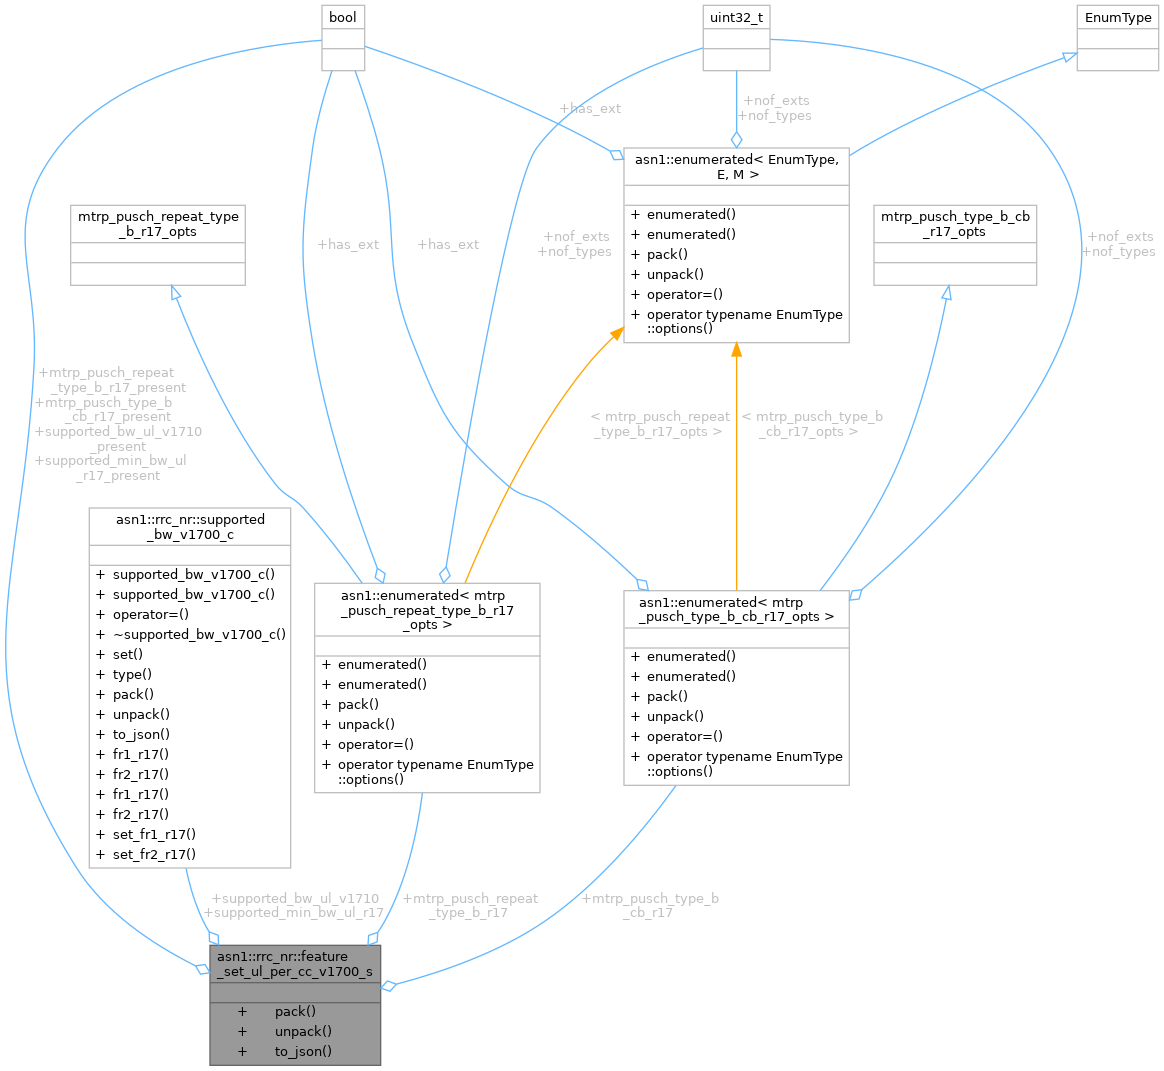 bool
uint32_t
EnumType
+has_ext
+nof_exts
+nof_types
asn1::enumerated< EnumType,
E, M >
+ enumerated()
+ enumerated()
+ pack()
+ unpack()
+ operator=()
+ operator typename EnumType
::options()
mtrp_pusch_repeat_type
_b_r17_opts
mtrp_pusch_type_b_cb
_r17_opts
+has_ext
+has_ext
+nof_exts
+nof_types
+nof_exts
+nof_types
+mtrp_pusch_repeat
_type_b_r17_present
+mtrp_pusch_type_b
_cb_r17_present
+supported_bw_ul_v1710
_present
+supported_min_bw_ul
_r17_present
< mtrp_pusch_repeat
_type_b_r17_opts >
< mtrp_pusch_type_b
_cb_r17_opts >
asn1::rrc_nr::supported
_bw_v1700_c
+ supported_bw_v1700_c()
+ supported_bw_v1700_c()
+ operator=()
+ ~supported_bw_v1700_c()
+ set()
+ type()
+ pack()
+ unpack()
+ to_json()
+ fr1_r17()
+ fr2_r17()
+ fr1_r17()
+ fr2_r17()
+ set_fr1_r17()
+ set_fr2_r17()
asn1::enumerated< mtrp
_pusch_repeat_type_b_r17
_opts >
+ enumerated()
+ enumerated()
+ pack()
+ unpack()
+ operator=()
+ operator typename EnumType
::options()
asn1::enumerated< mtrp
_pusch_type_b_cb_r17_opts >
+ enumerated()
+ enumerated()
+ pack()
+ unpack()
+ operator=()
+ operator typename EnumType
::options()
+supported_bw_ul_v1710
+supported_min_bw_ul_r17
+mtrp_pusch_repeat
_type_b_r17
+mtrp_pusch_type_b
_cb_r17
asn1::rrc_nr::feature
_set_ul_per_cc_v1700_s
+ pack()
+ unpack()
+ to_json()